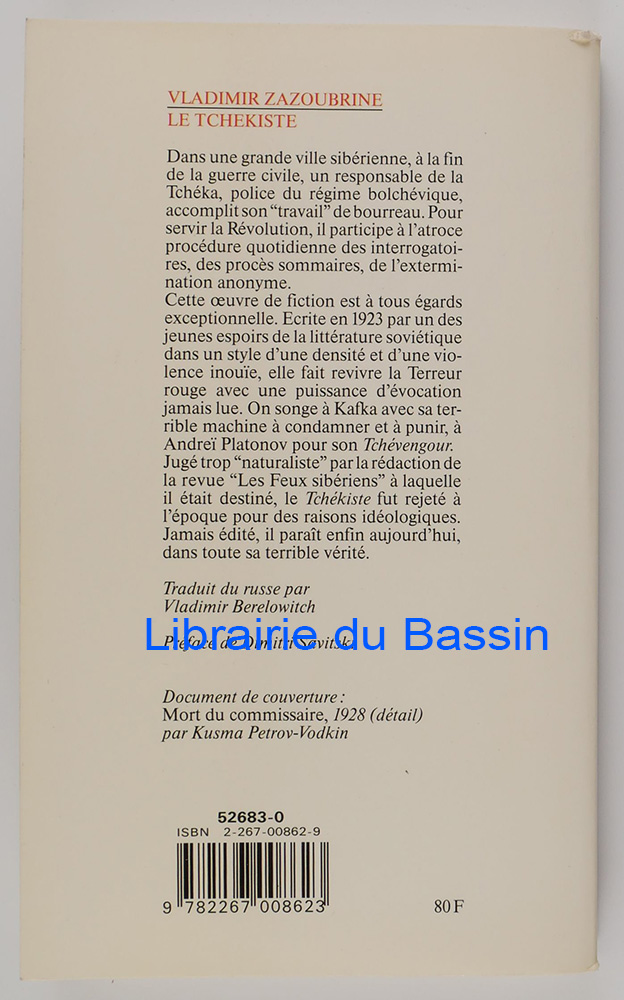 VLADIMIR ZAZOUBRINE
LE TCHEKISTE
Dans une grande ville sibérienne, à la fin
de la guerre civile, un responsable de la
Tchéka, police du régime bolchévique,
accomplit son “travail” de bourreau. Pour
servir la Révolution, il participe à l’atroce
procédure quotidienne des interrogatoi-
res, des procès sommaires, de l’extermi-
nation anonyme.
Cette œuvre de fiction est à tous égards
exceptionnelle. Ecrite en 1923 par un des
jeunes espoirs de la littérature soviétique
dans un style d’une densité et d’une vio-
lence inouïe, elle fait revivre la Terreur
rouge avec une puissance d’évocation
jamais lue. On songe à Kafka avec sa ter-
rible machine à condamner et à punir, à
Andreï Platonov pour son Tchévengour.
Jugé trop “naturaliste” par la rédaction de
la revue “Les Feux sibériens” à laquelle
il était destiné, le Tchékiste fut rejeté à
l’époque pour des raisons idéologiques.
Jamais édité, il paraît enfin aujourd’hui,
dans toute sa terrible vérité.
Traduit du russe par
Vladimir Berelowitch
Préface de Dimitri Savitski
Librairie du Bassin
Document de couverture :
Mort du commissaire, 1928 (détail)
par Kusma Petrov-Vodkin
52683-0
ISBN 2-267-00862-9
9 782267 008623
80 F